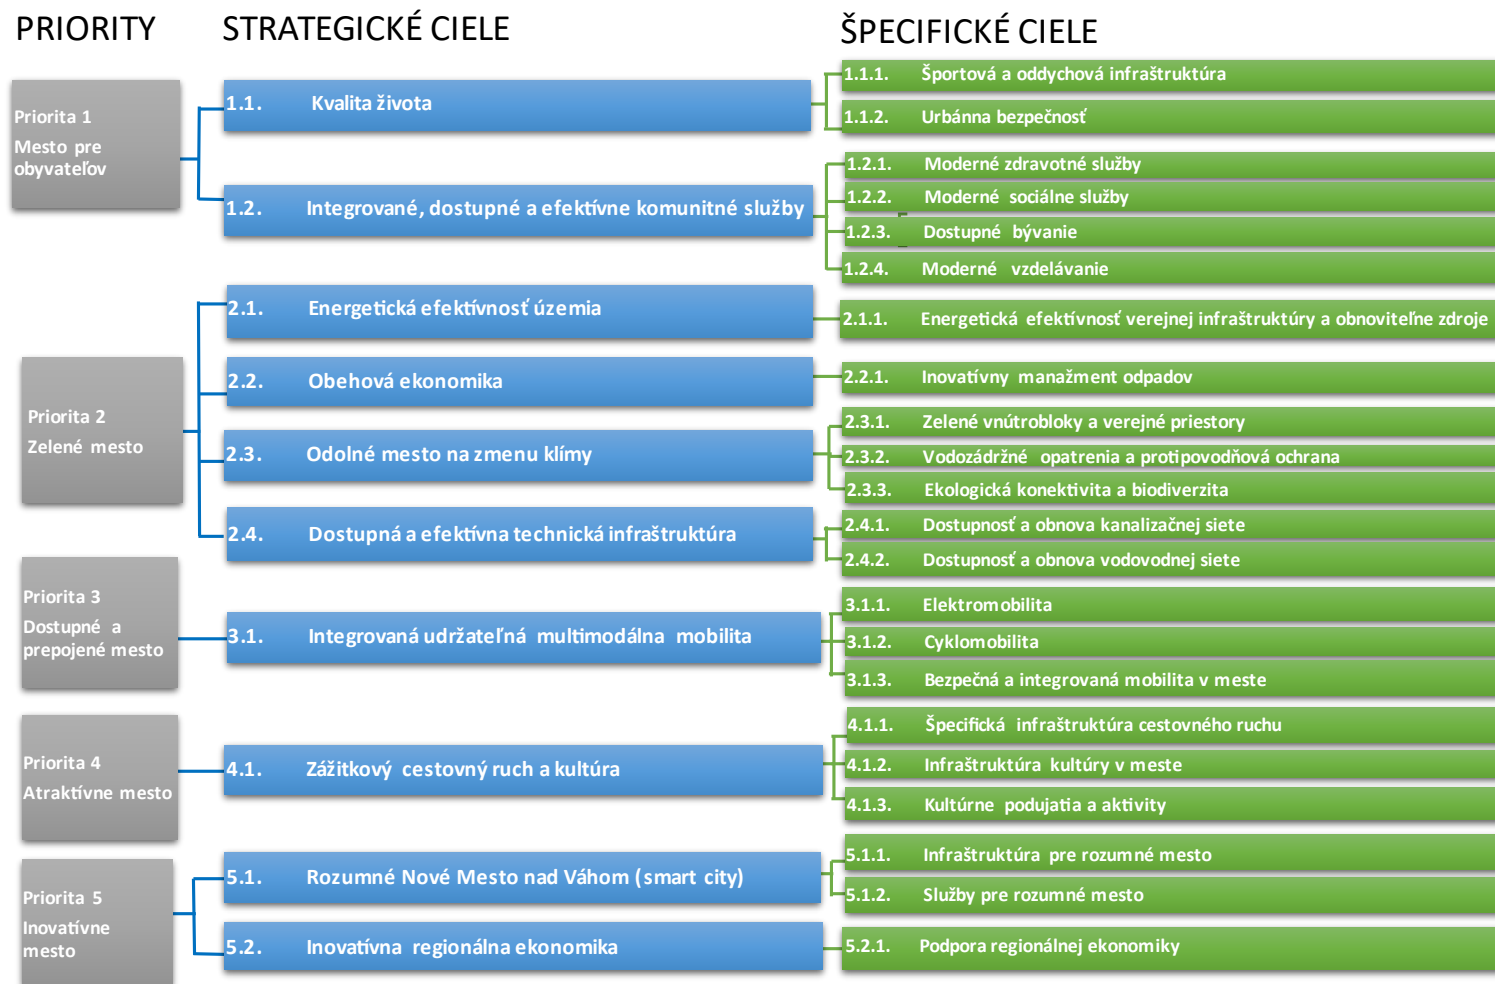 PRIORITY
STRATEGICKÉ CIELE
ŠPECIFICKÉ CIELE
Priorita 1
Mesto pre
obyvateľov
1.1. Kvalita života
1.1.1. Športová a oddychová infraštruktúra
1.1.2. Urbánna bezpečnosť
1.2. Integrované, dostupné a efektívne komunitné služby
1.2.1. Moderné zdravotné služby
1.2.2. Moderné sociálne služby
1.2.3. Dostupné bývanie
1.2.4. Moderné vzdelávanie
Priorita 2
Zelené mesto
2.1. Energetická efektívnosť územia
2.1.1. Energetická efektívnosť verejnej infraštruktúry a obnoviteľne zdroje
2.2. Obehová ekonomika
2.2.1. Inovatívny manažment odpadov
2.3. Odolné mesto na zmenu klímy
2.3.1. Zelené vnútrobloky a verejné priestory
2.3.2. Vodozádržné opatrenia a protipovodňová ochrana
2.3.3. Ekologická konektivita a biodiverzita
2.4. Dostupná a efektívna technická infraštruktúra
2.4.1. Dostupnosť a obnova kanalizačnej siete
2.4.2. Dostupnosť a obnova vodovodnej siete
Priorita 3
Dostupné a
prepojené mesto
3.1. Integrovaná udržateľná multimodálna mobilita
3.1.1. Elektromobilita
3.1.2. Cyklomobilita
3.1.3. Bezpečná a integrovaná mobilita v meste
Priorita 4
Atraktívne mesto
4.1. Zážitkový cestovný ruch a kultúra
4.1.1. Špecifická infraštruktúra cestovného ruchu
4.1.2. Infraštruktúra kultúry v meste
4.1.3. Kultúrne podujatia a aktivity
Priorita 5
Inovatívne
mesto
5.1. Rozumné Nové Mesto nad Váhom (smart city)
5.1.1. Infraštruktúra pre rozumné mesto
5.1.2. Služby pre rozumné mesto
5.2. Inovatívna regionálna ekonomika
5.2.1. Podpora regionálnej ekonomiky